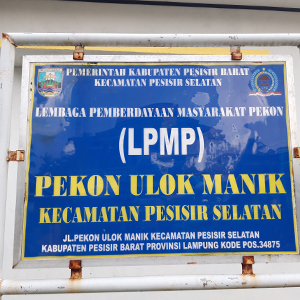 PEMERINTAH KABUPATEN PESISIR BARAT
KECAMATAN PESISIR SELATAN
LEMBAGA PEMBERDAYAAN MASYARAKAT PEKON
(LPMP)
PEKON ULOK MANIK
KECAMATAN PESISIR SELATAN
JL.PEKON ULOK MANIK KECAMATAN PESISIR SELATAN
KABUPATEN PESISIR BARAT PROVINSI LAMPUNG KODE POS.34875